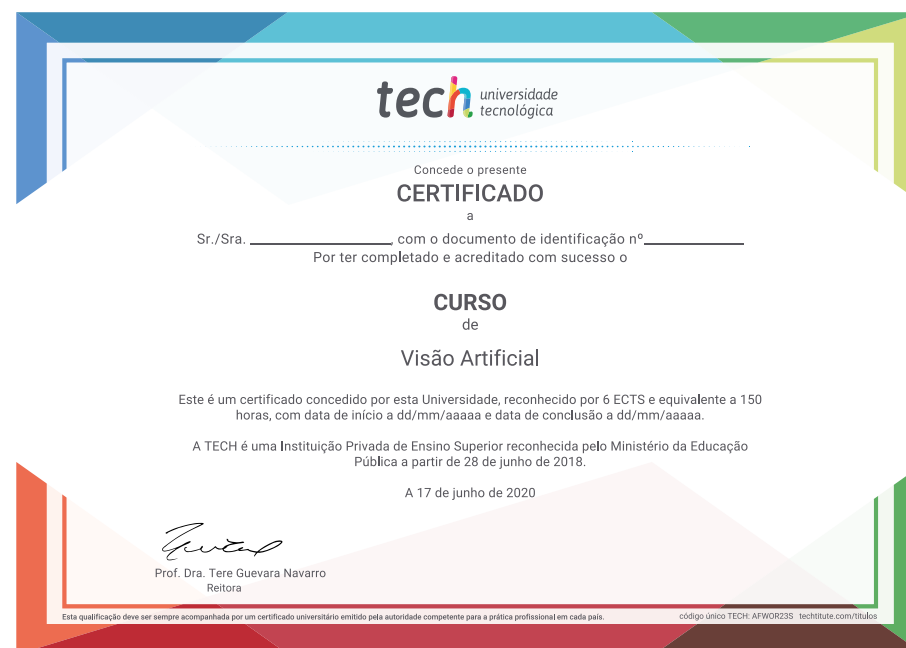 tech universidade
tecnológica
Concede o presente
CERTIFICADO
a
Sr./Sra. __________________, com o documento de identificação nº____________
Por ter completado e acreditado com sucesso o
CURSO
de
Visão Artificial
Este é um certificado concedido por esta Universidade, reconhecido por 6 ECTS e equivalente a 150
horas, com data de início a dd/mm/aaaaa e data de conclusão a dd/mm/aaaaa.
A TECH é uma Instituição Privada de Ensino Superior reconhecida pelo Ministério da Educação
Pública a partir de 28 de junho de 2018.
A 17 de junho de 2020
Prof. Dra. Tere Guevara Navarro
Reitora
Esta qualificação deve ser sempre acompanhada por um certificado universitário emitido pela autoridade competente para a prática profissional em cada país.
código único TECH: AFWOR23S techtitute.com/titulos